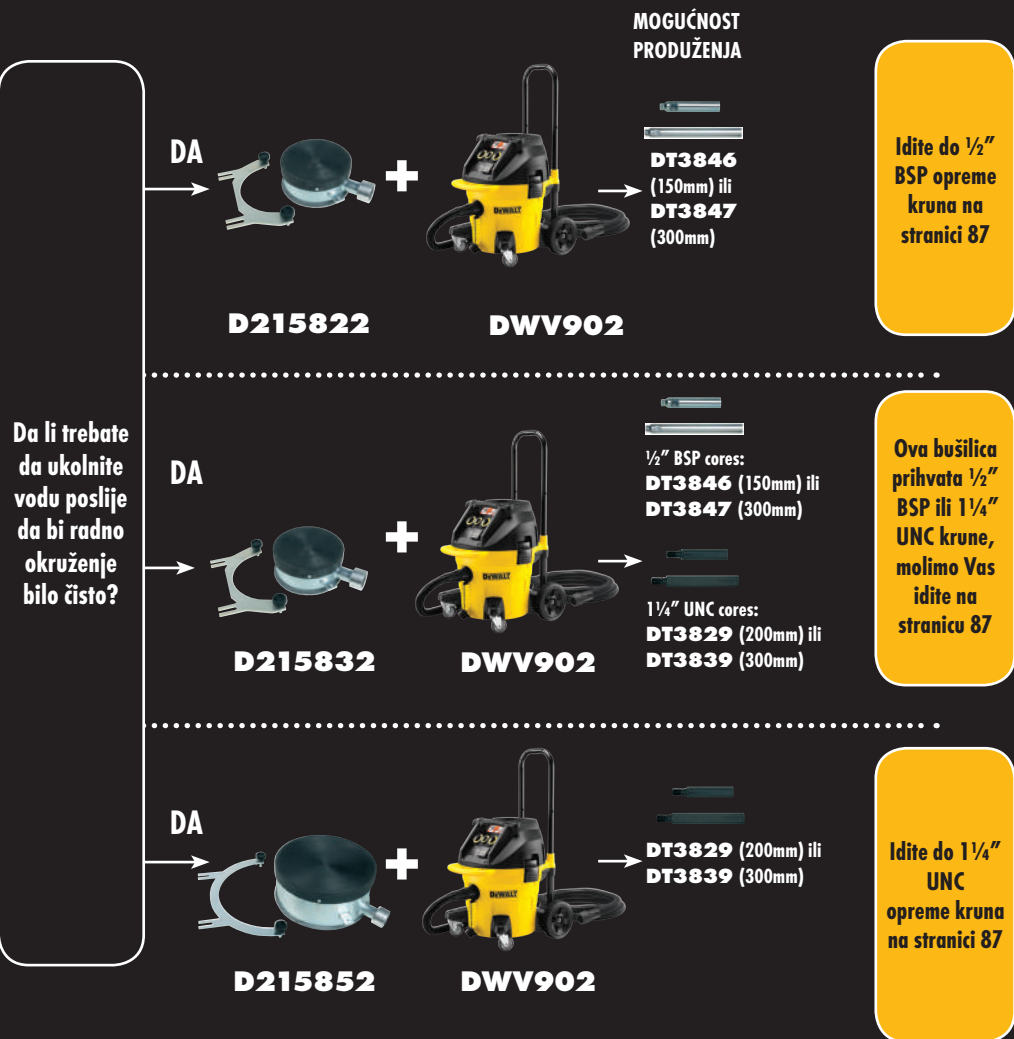 MOGUĆNOST
PRODUŽENJA
Da li trebate
da ukolnite
vodu poslije
da bi radno
okruženje
bilo čisto?
DA
DEWALT
DT3846
(150mm) ili
DT3847
(300mm)
D215822
DWV902
Idite do ½”
BSP opreme
kruna na
stranici 87
DA
DEWALT
½” BSP cores:
DT3846 (150mm) ili
DT3847 (300mm)
1¼” UNC cores:
DT3829 (200mm) ili
DT3839 (300mm)
D215832
DWV902
Ova bušilica
prihvata ½”
BSP ili 1¼”
UNC krune,
molimo Vas
idite na
stranicu 87
DA
DEWALT
DT3829 (200mm) ili
DT3839 (300mm)
D215852
DWV902
Idite do 1¼”
UNC
opreme kruna
na stranici 87